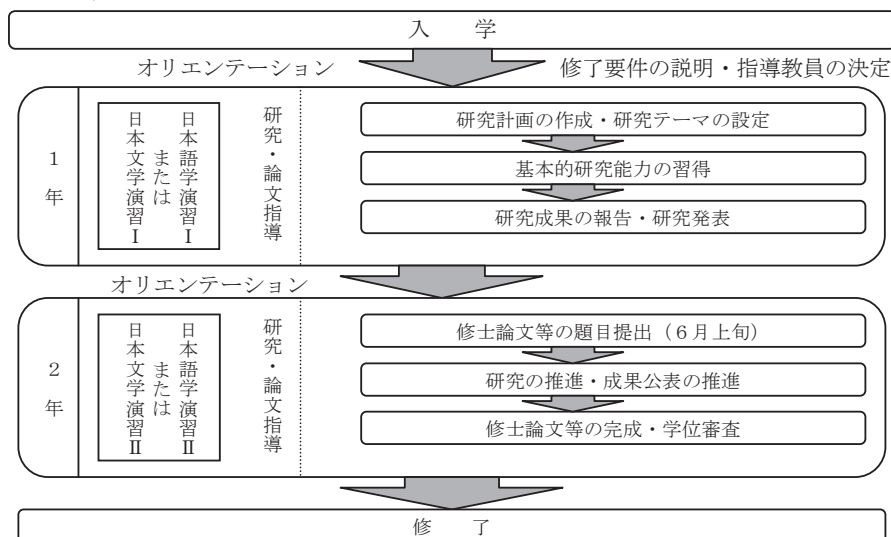 入　学
オリエンテーション
修了要件の説明・指導教員の決定
1年
日本語学演習Ⅰ
または
日本文学演習Ⅰ
研究・論文指導
研究計画の作成・研究テーマの設定
基本的研究能力の習得
研究成果の報告・研究発表
オリエンテーション
2年
日本語学演習Ⅱ
または
日本文学演習Ⅱ
研究・論文指導
修士論文等の題目提出（６月上旬）
研究の推進・成果公表の推進
修士論文等の完成・学位審査
修　了